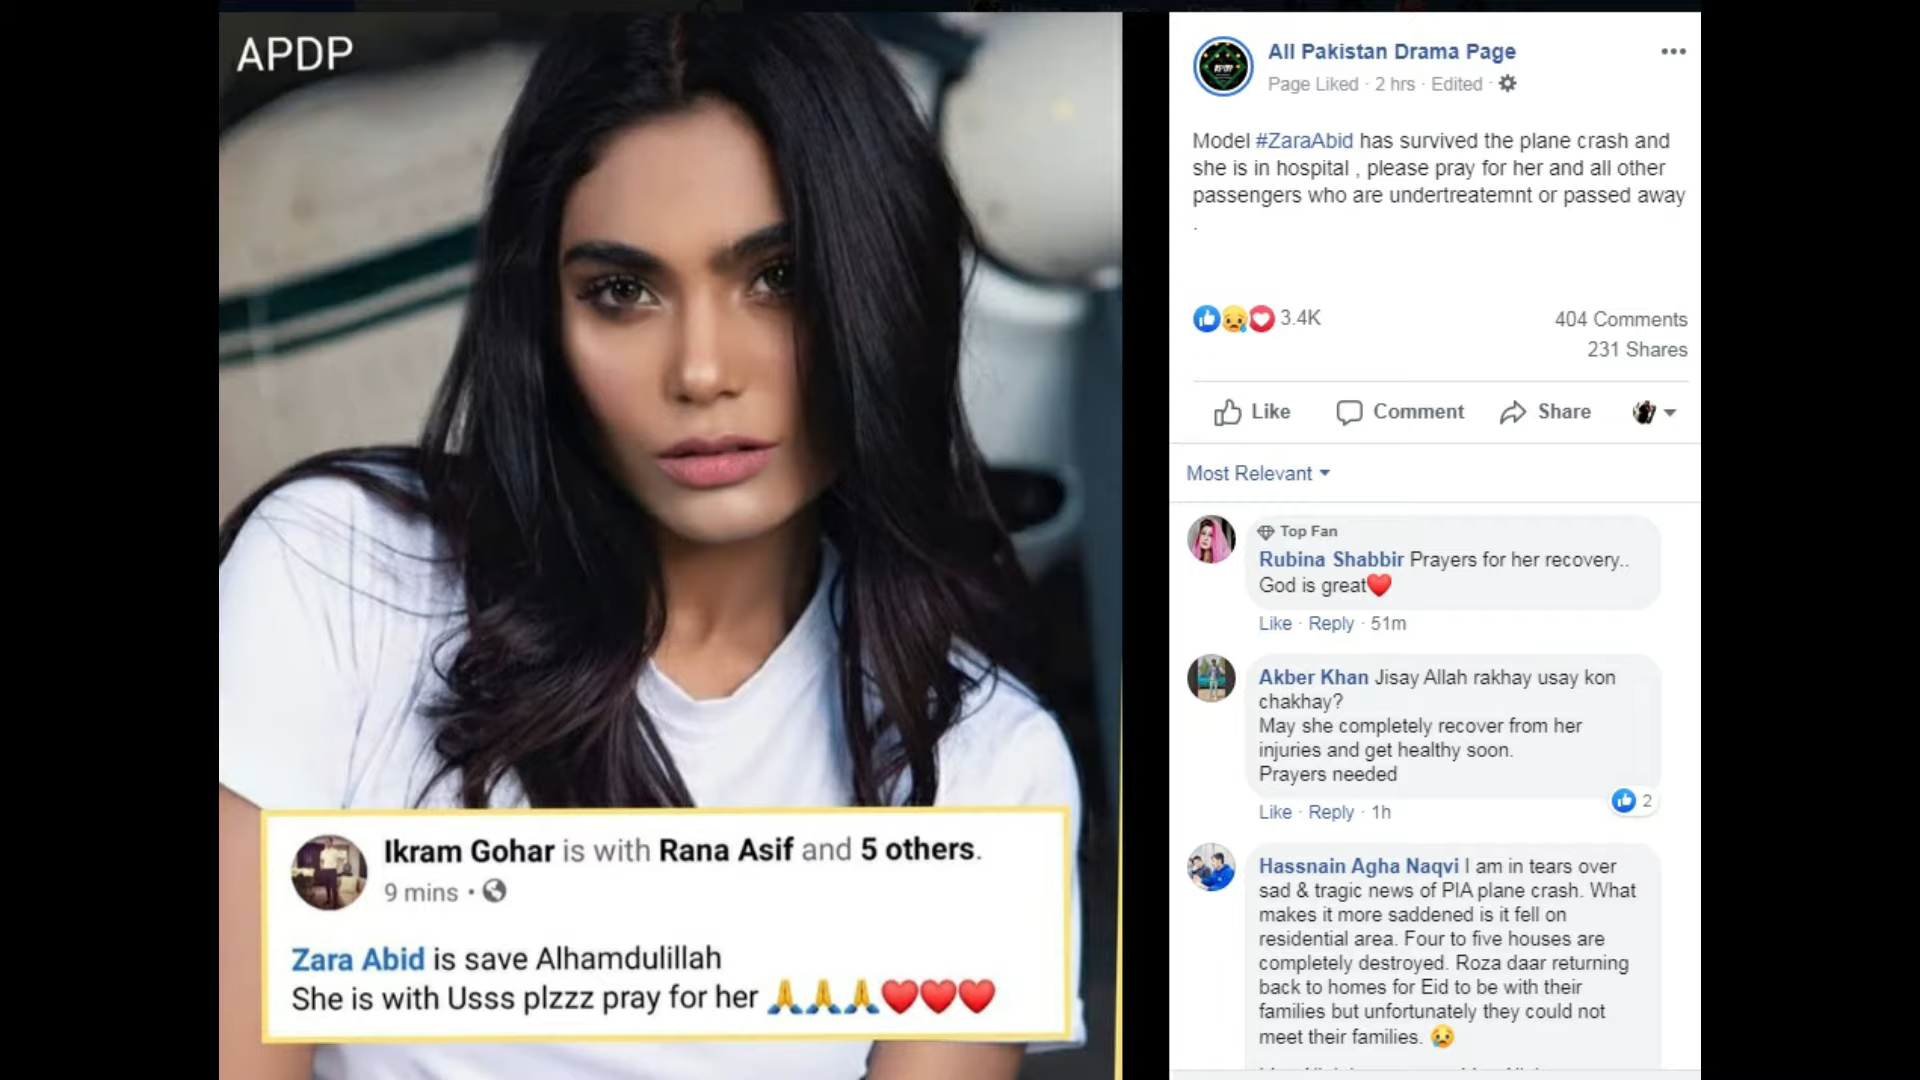 APDP
Ikram Gohar is with Rana Asif and 5 others.
9 mins ·
Zara Abid is save Alhamdulillah
She is with Usss plzzz pray for her 🙏🙏🙏❤️❤️❤️
All Pakistan Drama Page
Page Liked · 2 hrs · Edited ·
Model #ZaraAbid has survived the plane crash and
she is in hospital , please pray for her and all other
passengers who are undertreatemnt or passed away
.
3.4K
404 Comments
231 Shares
Like Comment Share
Most Relevant
Top Fan
Rubina Shabbir Prayers for her recovery..
God is great❤️
Like · Reply · 51m
Akber Khan Jisay Allah rakhay usay kon
chakhay?
May she completely recover from her
injuries and get healthy soon.
Prayers needed
2
Like · Reply · 1h
Hassnain Agha Naqvi I am in tears over
sad & tragic news of PIA plane crash. What
makes it more saddened is it fell on
residential area. Four to five houses are
completely destroyed. Roza daar returning
back to homes for Eid to be with their
families but unfortunately they could not
meet their families. 😥